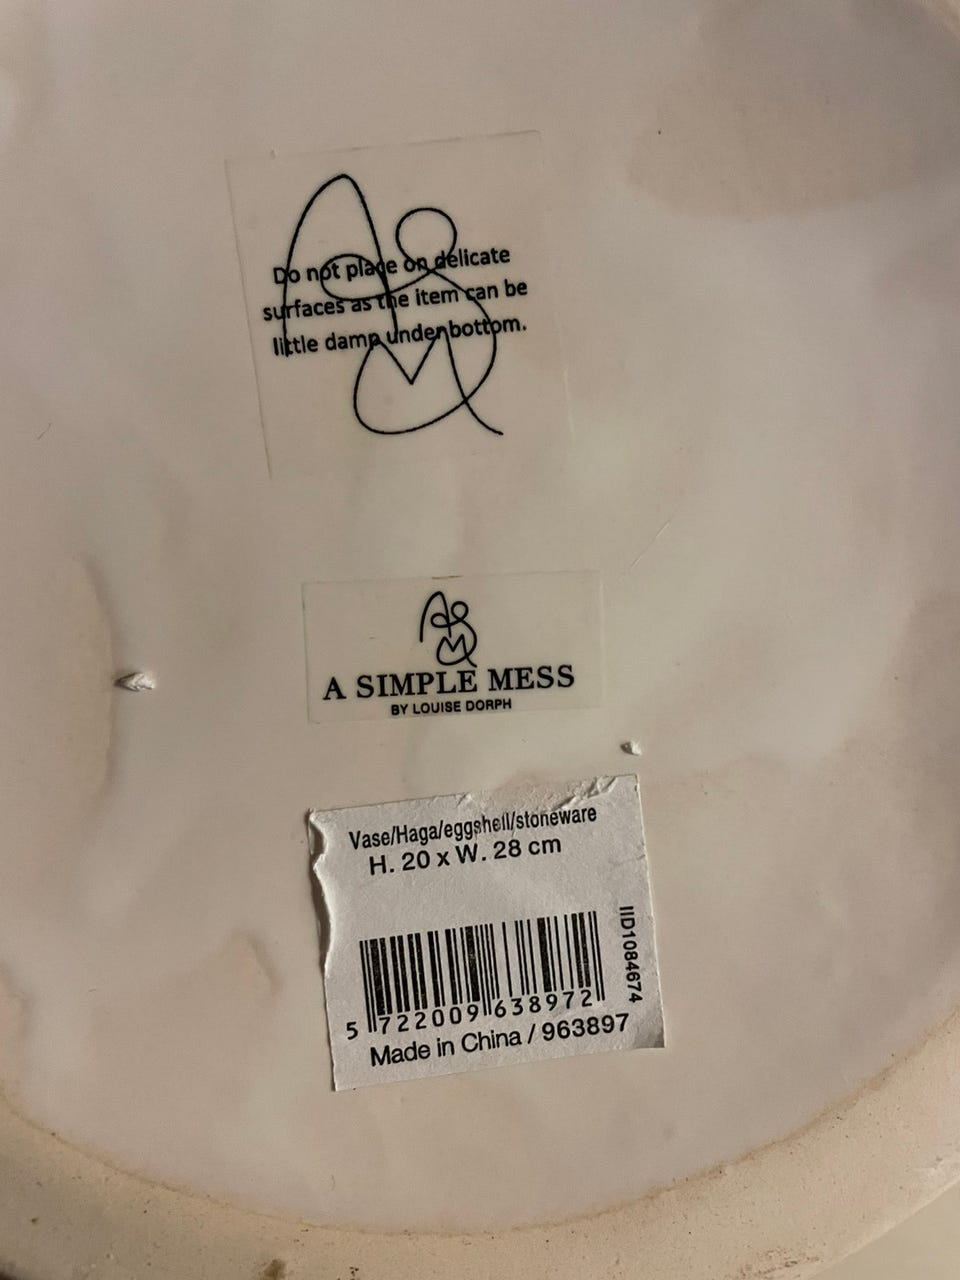 Do not place on delicate
surfaces as the item can be
little damp under bottom.
A SIMPLE MESS
BY LOUISE DORPH
Vase/Haga/eggshell/stoneware
H. 20 x W. 28 cm
IID1084674
5 722009 638972
Made in China / 963897